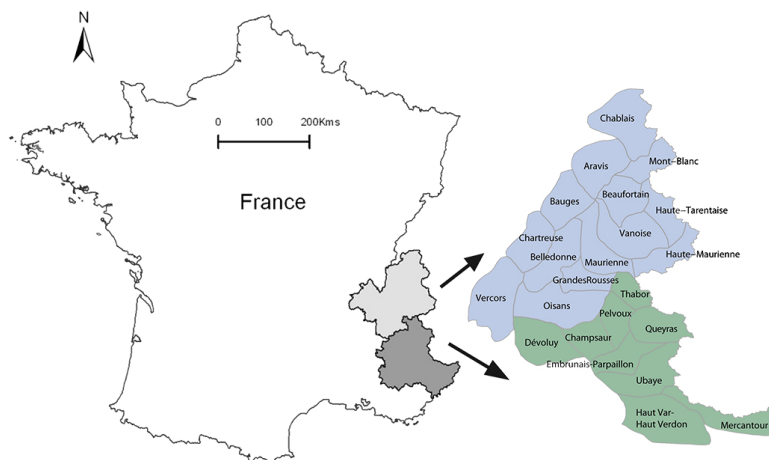 N
0 100 200Kms
France
Chablais
Mont-Blanc
Aravis
Beaufortain
Bauges
Haute-Tarentaise
Vanoise
Chartreuse
Haute-Maurienne
Belledonne
Maurienne
GrandesRousses
Vercors
Oisans
Thabor
Pelvoux
Queyras
Dévoluy
Champsaur
Embrunais-Parpaillon
Ubaye
Haut Var-
Haut Verdon
Mercantour